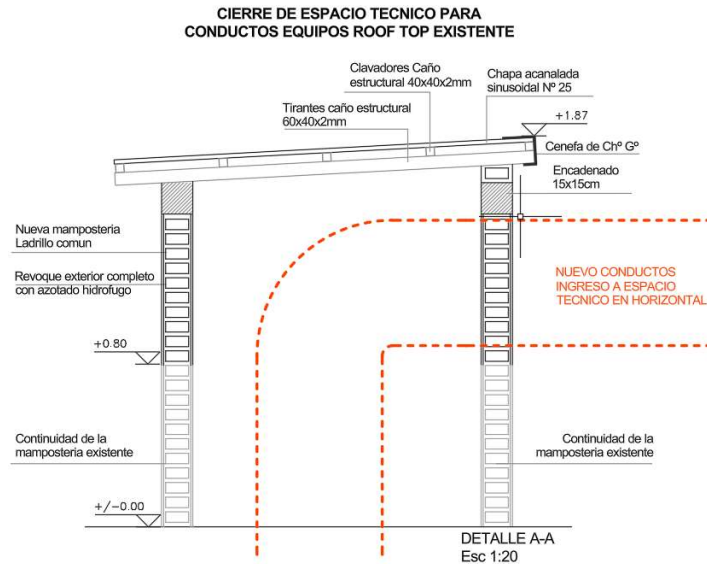 CIERRE DE ESPACIO TECNICO PARA
CONDUCTOS EQUIPOS ROOF TOP EXISTENTE
Clavadores Caño
estructural 40x40x2mm
Chapa acanalada
sinusoidal Nº 25
Tirantes caño estructural
60x40x2mm
+1.87
Cenefa de Chº Gº
Encadenado
15x15cm
Nueva mamposteria
Ladrillo comun
Revoque exterior completo
con azotado hidrofugo
NUEVO CONDUCTOS
INGRESO A ESPACIO
TECNICO EN HORIZONTAL
+0.80
Continuidad de la
mamposteria existente
Continuidad de la
mamposteria existente
+/-0.00
DETALLE A-A
Esc 1:20